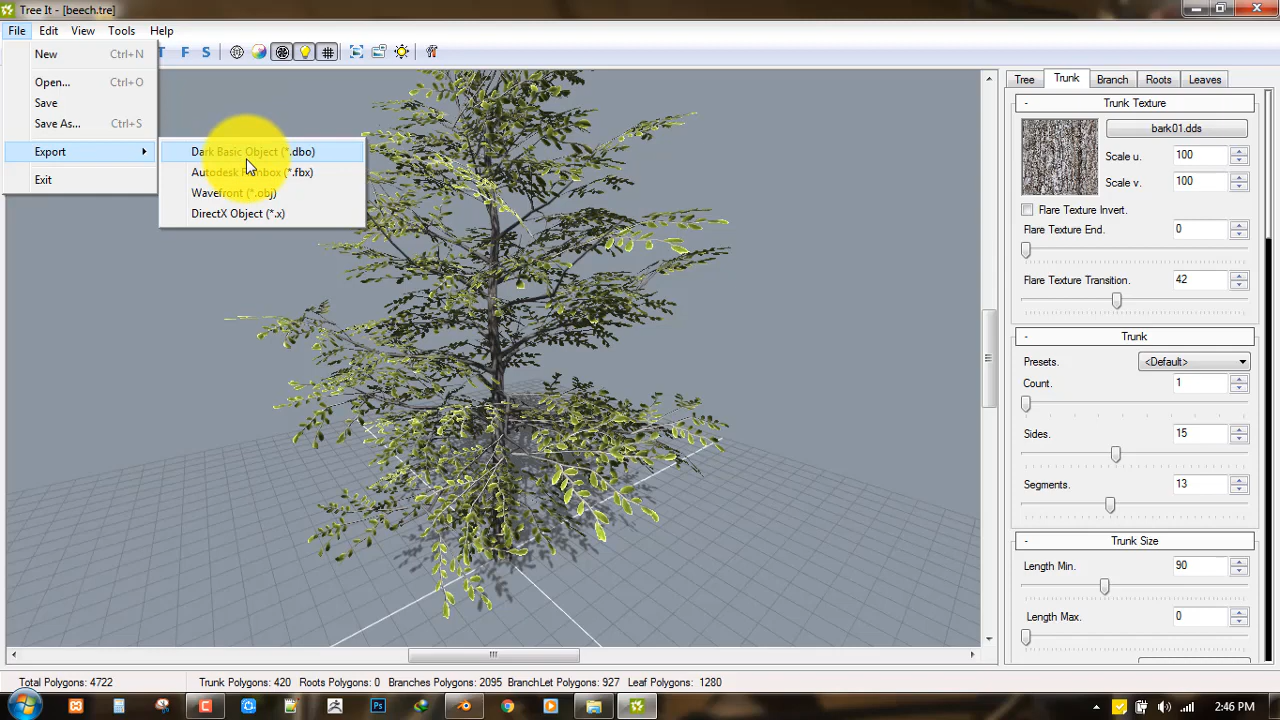 Tree It - [beech.tre]
File Edit View Tools Help
New Ctrl+N
Open... Ctrl+O
Save
Save As... Ctrl+S
Export
Exit
Dark Basic Object (*.dbo)
Autodesk Filmbox (*.fbx)
Wavefront (*.obj)
DirectX Object (*.x)
T F S
Tree Trunk Branch Roots Leaves
- Trunk Texture
bark01.dds
Scale u. 100
Scale v. 100
Flare Texture Invert.
Flare Texture End. 0
Flare Texture Transition. 42
- Trunk
Presets. <Default>
Count. 1
Sides. 15
Segments. 13
- Trunk Size
Length Min. 90
Length Max. 0
Total Polygons: 4722 Trunk Polygons: 420 Roots Polygons: 0 Branches Polygons: 2095 BranchLet Polygons: 927 Leaf Polygons: 1280
Ps
2:46 PM